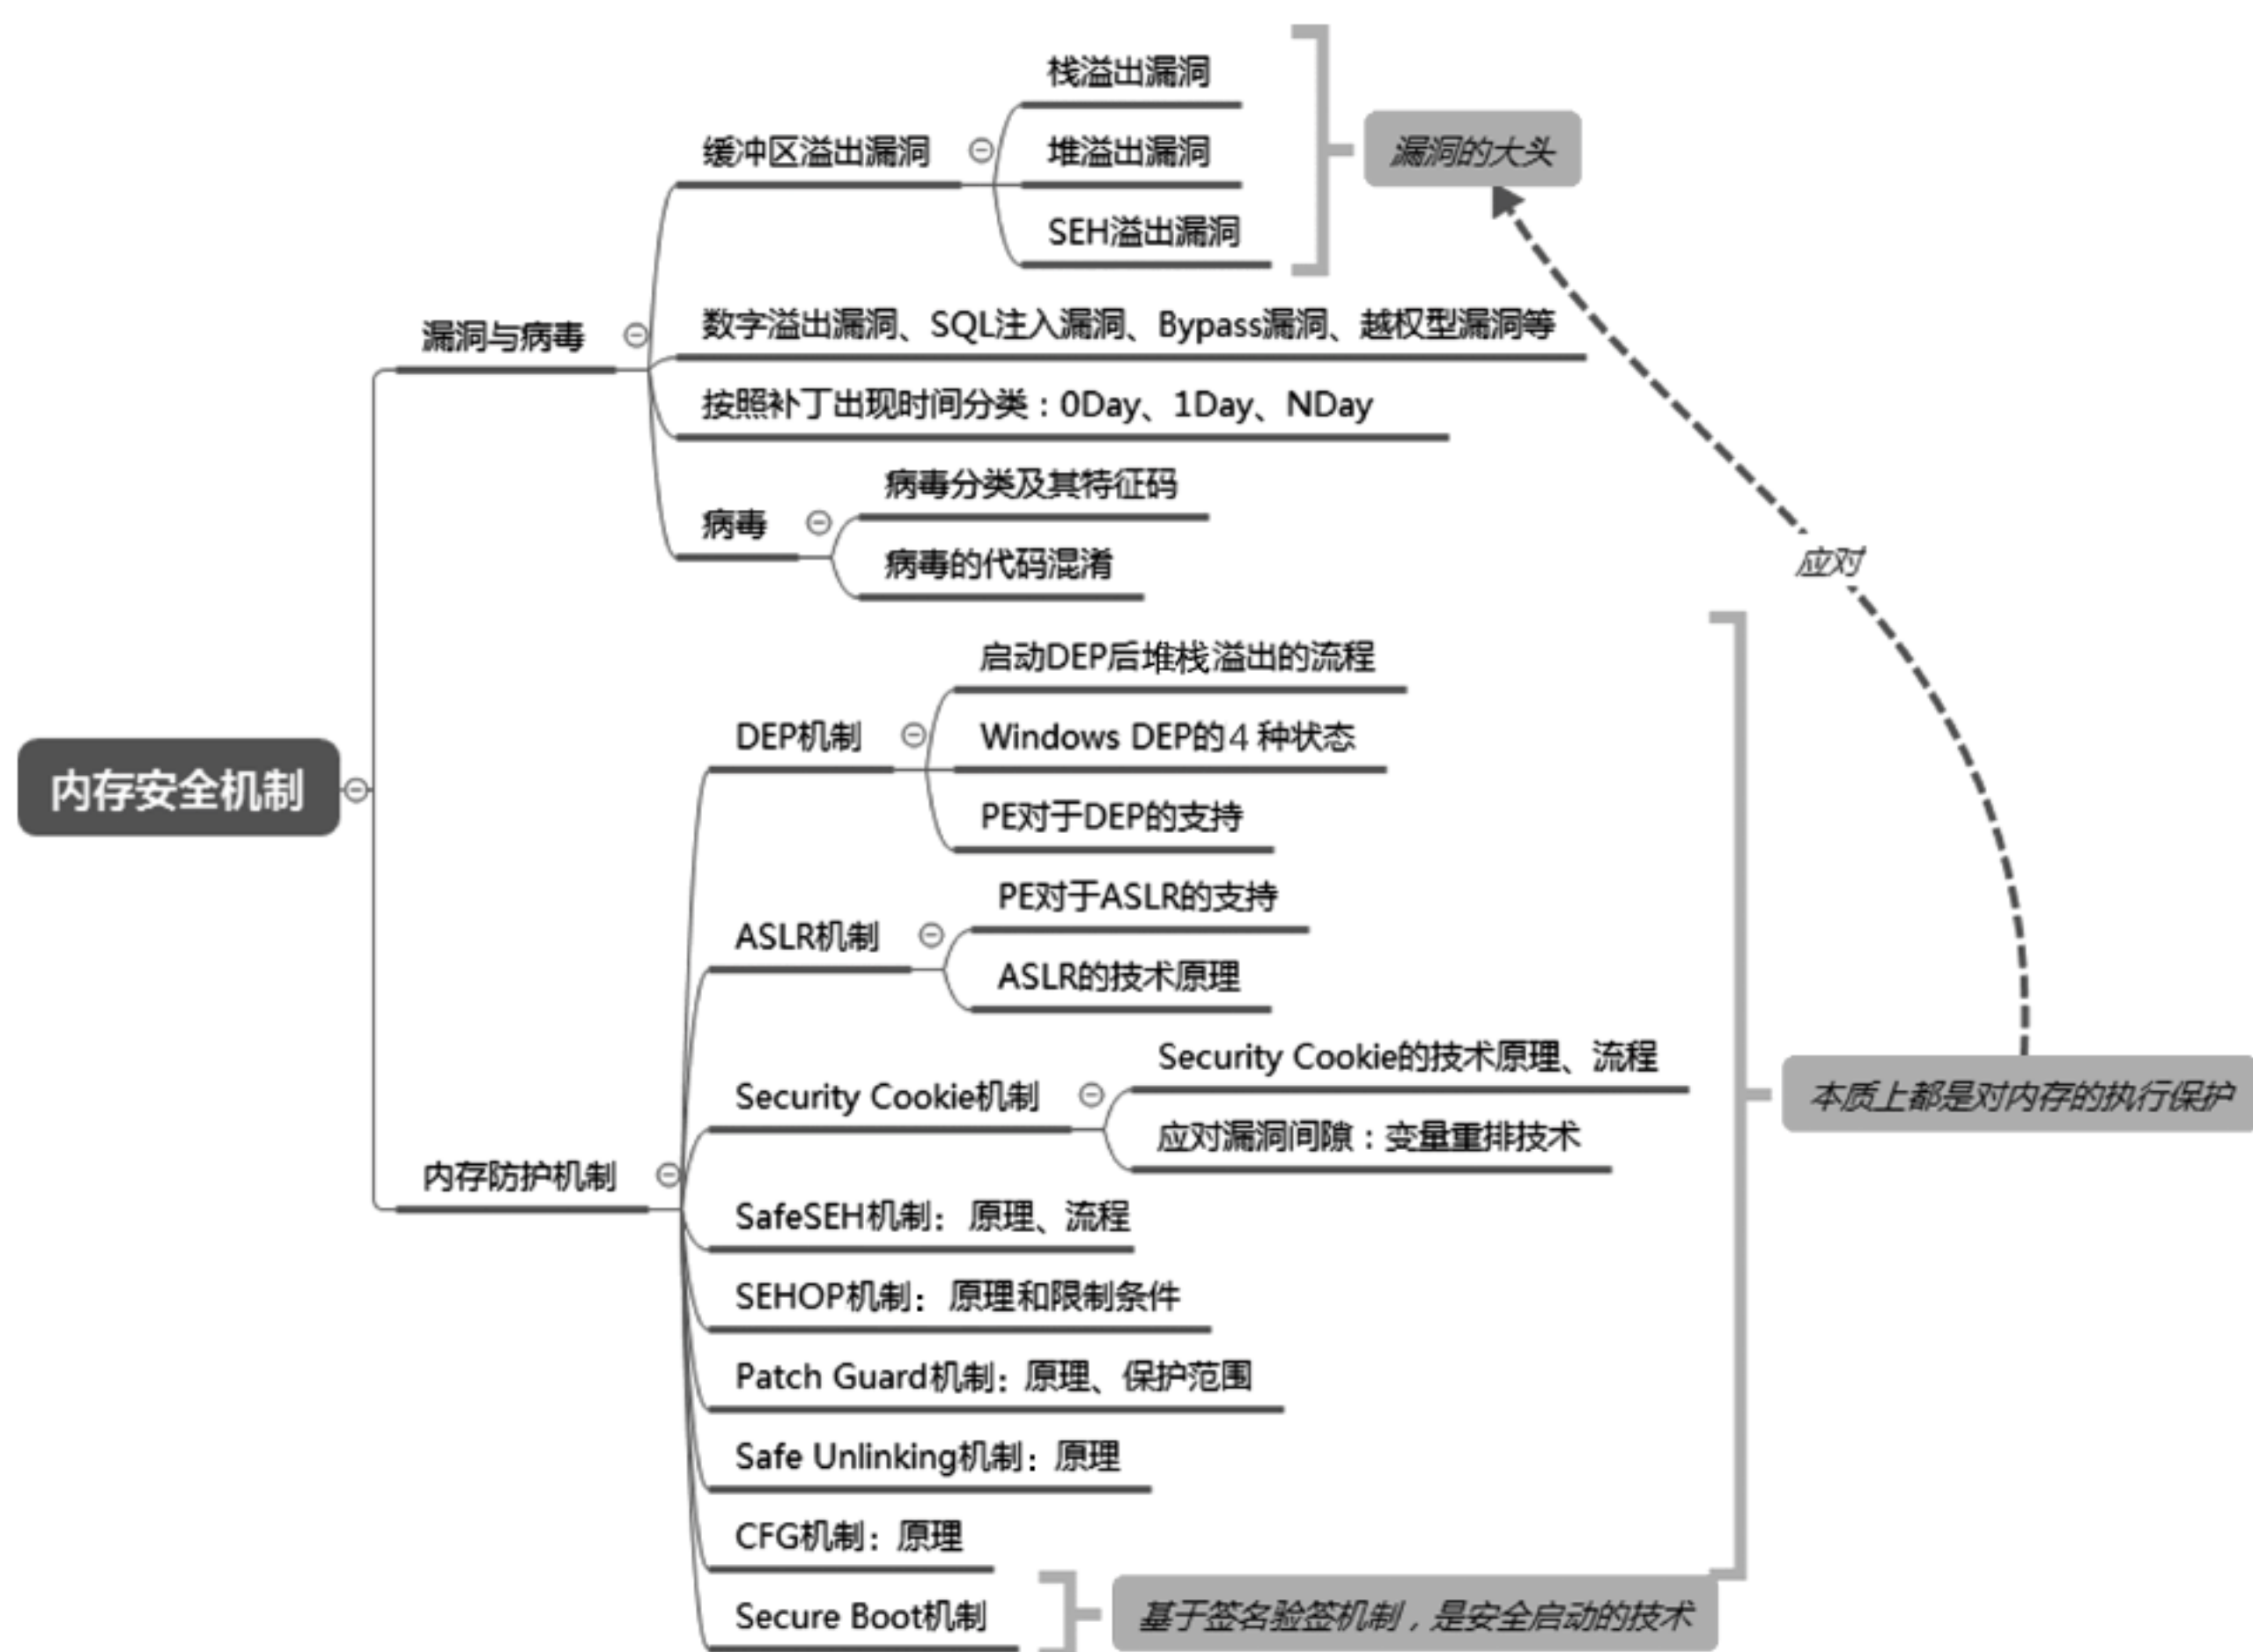 栈溢出漏洞
缓冲区溢出漏洞
堆溢出漏洞
漏洞的大头
SEH溢出漏洞
漏洞与病毒
数字溢出漏洞、SQL注入漏洞、Bypass漏洞、越权型漏洞等
按照补丁出现时间分类：0Day、1Day、NDay
病毒
病毒分类及其特征码
病毒的代码混淆
应对
内存安全机制
启动DEP后堆栈溢出的流程
DEP机制
Windows DEP的4 种状态
PE对于DEP的支持
ASLR机制
PE对于ASLR的支持
ASLR的技术原理
Security Cookie机制
Security Cookie的技术原理、流程
应对漏洞间隙：变量重排技术
本质上都是对内存的执行保护
内存防护机制
SafeSEH机制：原理、流程
SEHOP机制：原理和限制条件
Patch Guard机制：原理、保护范围
Safe Unlinking机制：原理
CFG机制：原理
Secure Boot机制
基于签名验签机制，是安全启动的技术